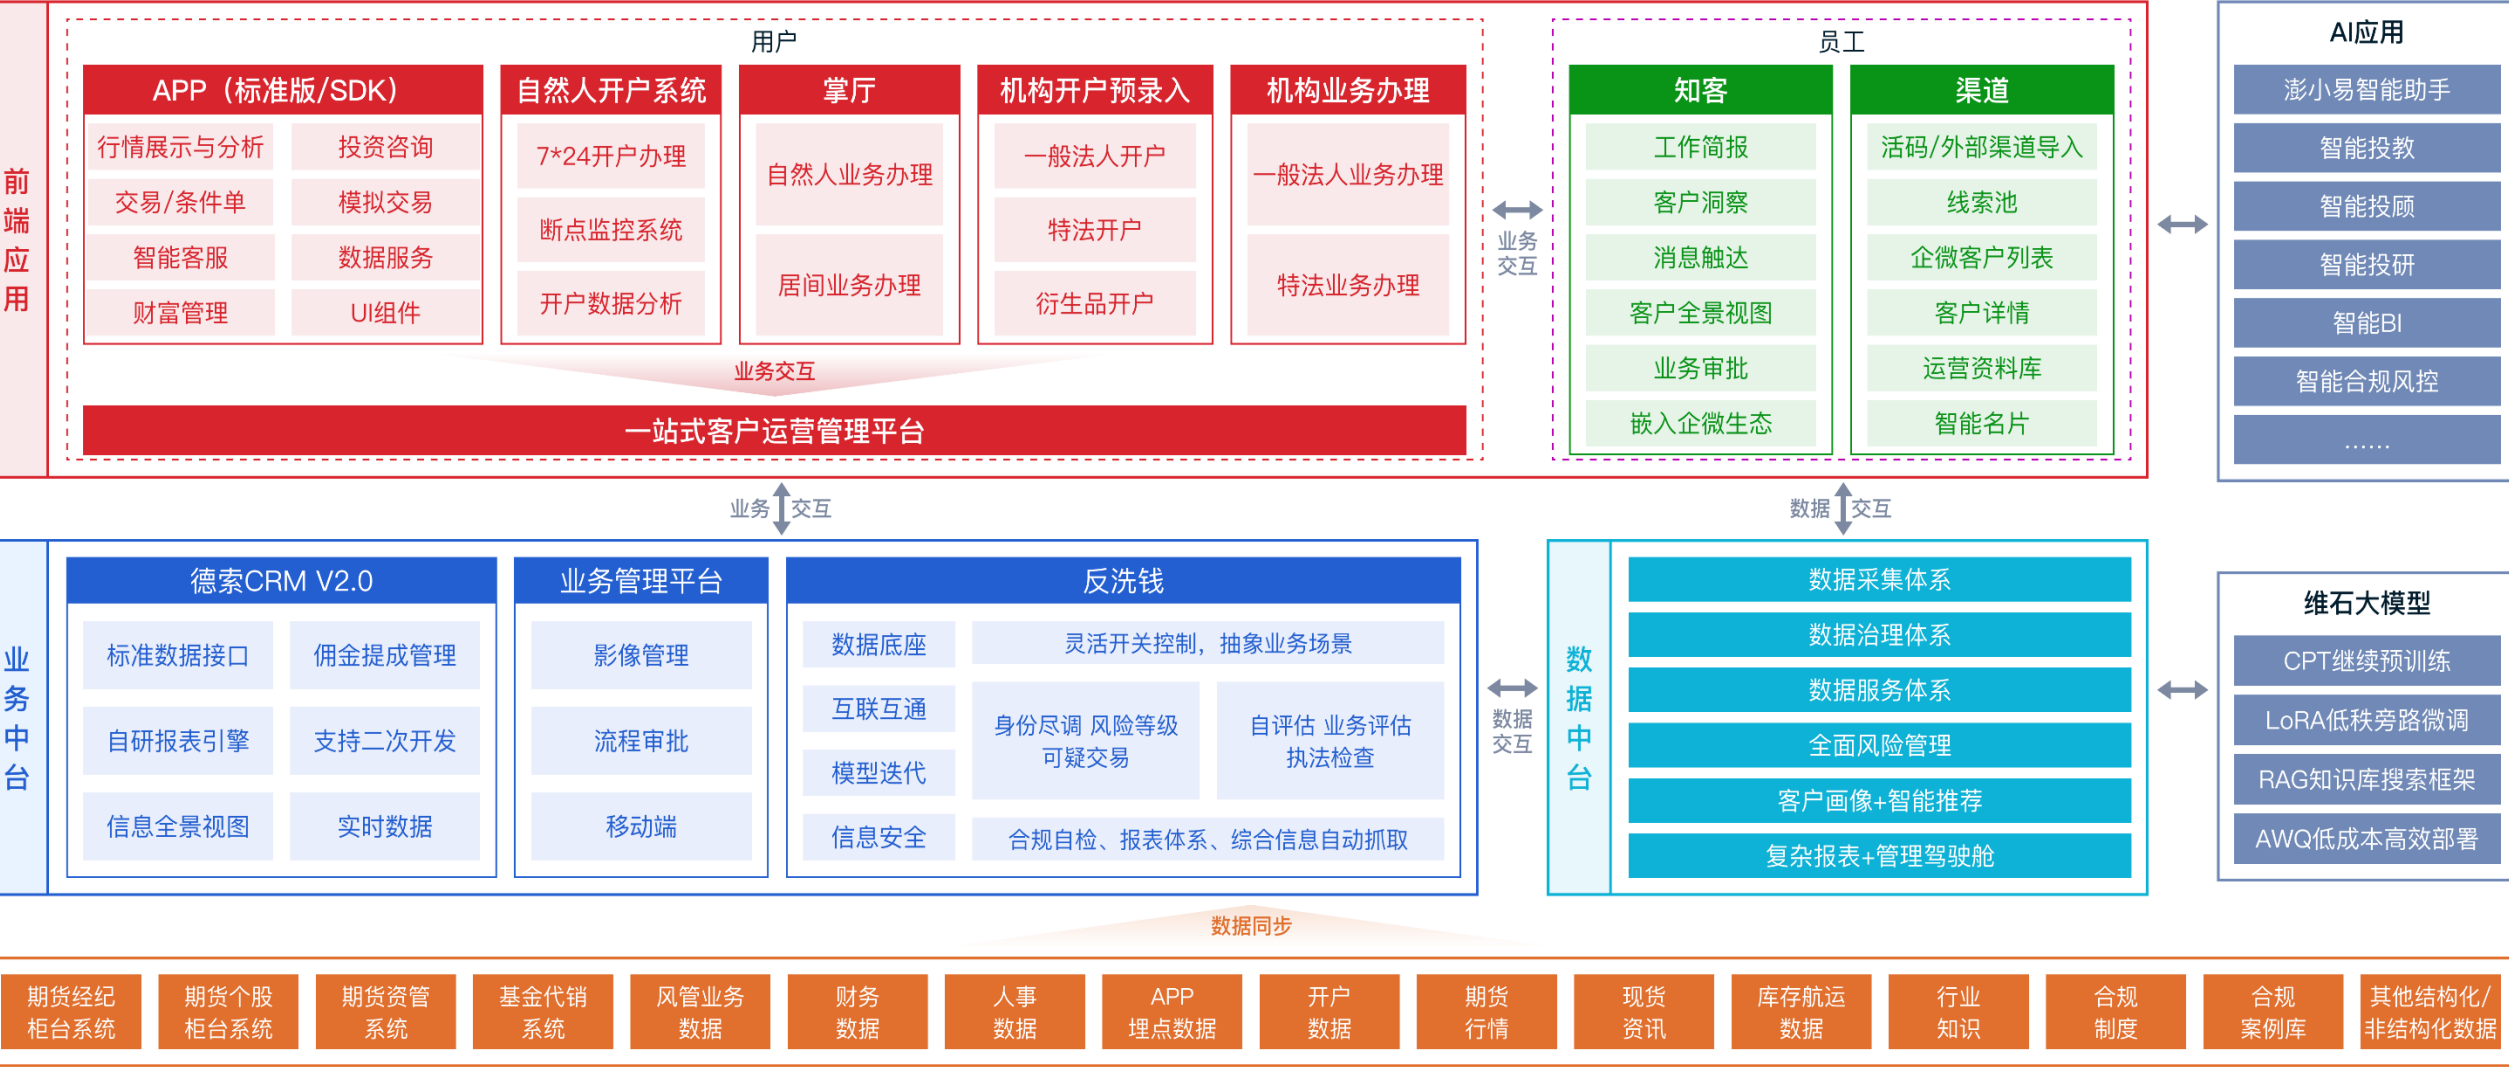 前端应用
用户
APP（标准版/SDK）
行情展示与分析
投资咨询
交易/条件单
模拟交易
智能客服
数据服务
财富管理
UI组件
自然人开户系统
7*24开户办理
断点监控系统
开户数据分析
掌厅
自然人业务办理
居间业务办理
机构开户预录入
一般法人开户
特法开户
衍生品开户
机构业务办理
一般法人业务办理
特法业务办理
业务交互
一站式客户运营管理平台
业务
交互
员工
知客
工作简报
客户洞察
消息触达
客户全景视图
业务审批
嵌入企微生态
渠道
活码/外部渠道导入
线索池
企微客户列表
客户详情
运营资料库
智能名片
AI应用
澎小易智能助手
智能投教
智能投顾
智能投研
智能BI
智能合规风控
……
业务 交互
数据 交互
业务中台
德索CRM V2.0
标准数据接口
佣金提成管理
自研报表引擎
支持二次开发
信息全景视图
实时数据
业务管理平台
影像管理
流程审批
移动端
反洗钱
数据底座
互联互通
模型迭代
信息安全
灵活开关控制，抽象业务场景
身份尽调 风险等级
可疑交易
自评估 业务评估
执法检查
合规自检、报表体系、综合信息自动抓取
数据
交互
数据中台
数据采集体系
数据治理体系
数据服务体系
全面风险管理
客户画像+智能推荐
复杂报表+管理驾驶舱
维石大模型
CPT继续预训练
LoRA低秩旁路微调
RAG知识库搜索框架
AWQ低成本高效部署
数据同步
期货经纪
柜台系统
期货个股
柜台系统
期货资管
系统
基金代销
系统
风管业务
数据
财务
数据
人事
数据
APP
埋点数据
开户
数据
期货
行情
现货
资讯
库存航运
数据
行业
知识
合规
制度
合规
案例库
其他结构化/
非结构化数据